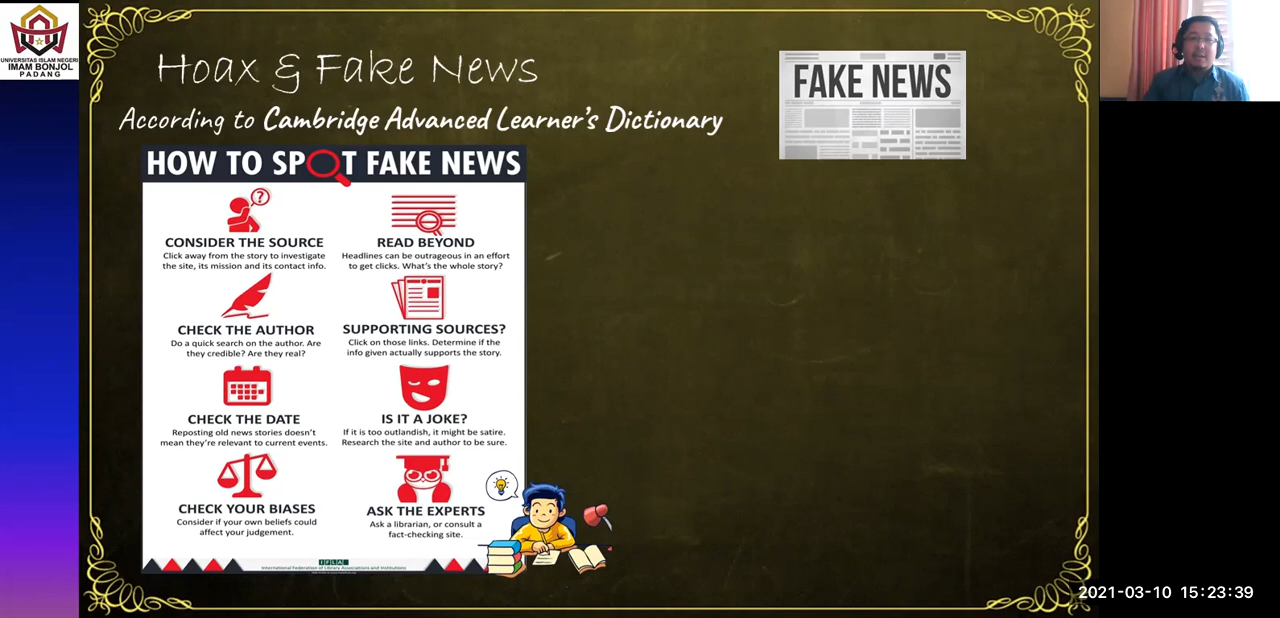 UNIVERSITAS ISLAM NEGERI
IMAM BONJOL
PADANG
Hoax & Fake News
According to Cambridge Advanced Learner's Dictionary
FAKE NEWS
HOW TO SPOT FAKE NEWS
CONSIDER THE SOURCE
Click away from the story to investigate
the site, its mission and its contact info.
READ BEYOND
Headlines can be outrageous in an effort
to get clicks. What's the whole story?
CHECK THE AUTHOR
Do a quick search on the author. Are
they credible? Are they real?
SUPPORTING SOURCES?
Click on those links. Determine if the
info given actually supports the story.
CHECK THE DATE
Reposting old news stories doesn't
mean they're relevant to current events.
IS IT A JOKE?
If it is too outlandish, it might be satire.
Research the site and author to be sure.
CHECK YOUR BIASES
Consider if your own beliefs could
affect your judgement.
ASK THE EXPERTS
Ask a librarian, or consult a
fact-checking site.
IFLA
International Federation of Library Associations and Institutions
2021-03-10 15:23:39